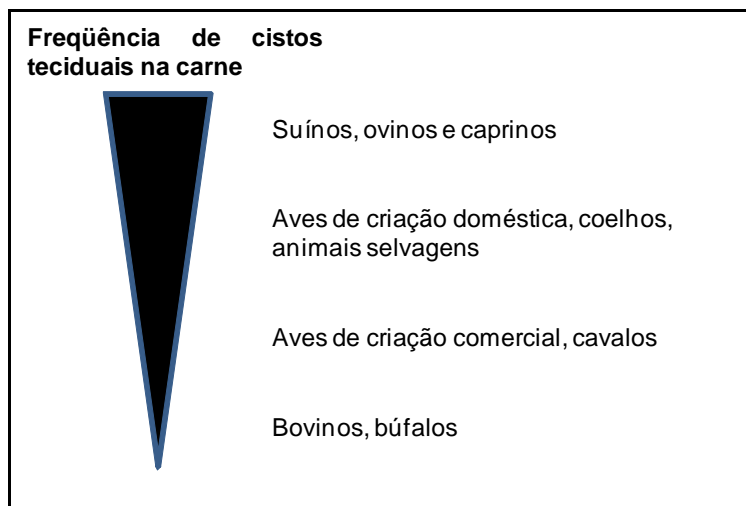 Freqüência de cistos
teciduais na carne
Suínos, ovinos e caprinos
Aves de criação doméstica, coelhos,
animais selvagens
Aves de criação comercial, cavalos
Bovinos, búfalos